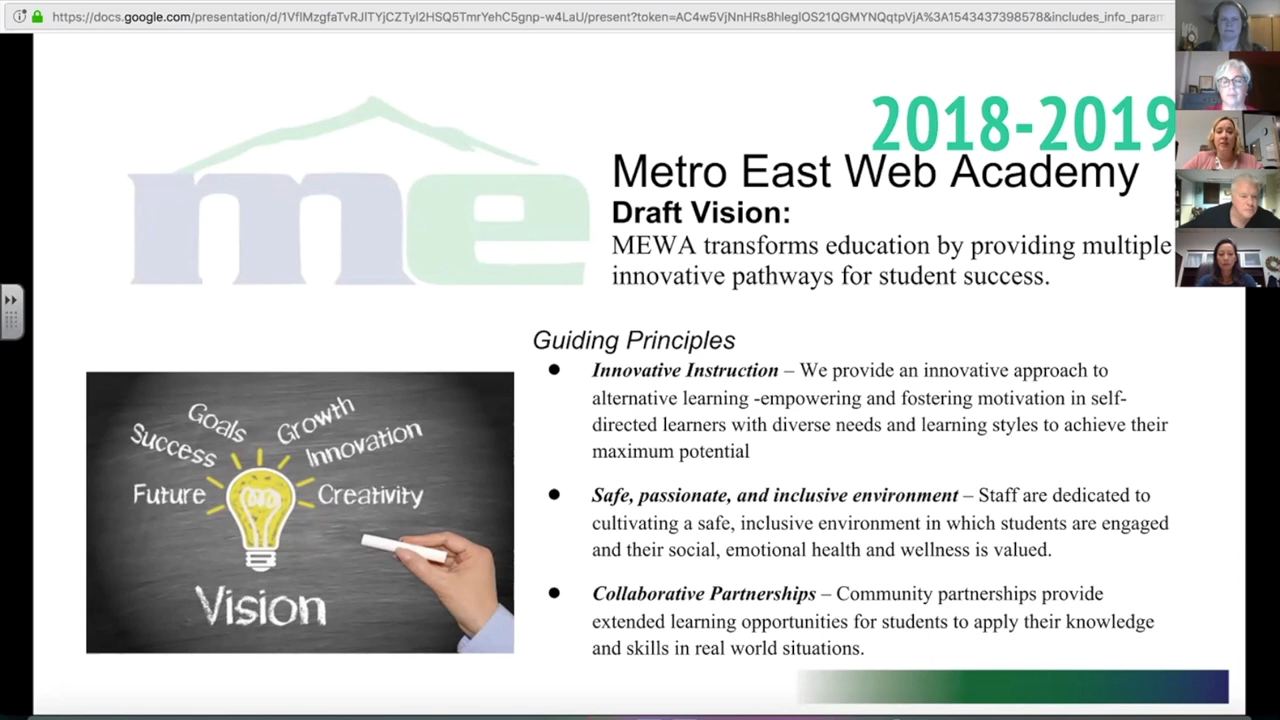 https://docs.google.com/presentation/d/1VflMzgfaTvRJlTYjCZTyl2HSQ5TmrYehC5gnp-w4LaU/present?token=AC4w5VjNnHRs8hleglOS21QGMYNQqtpVjA%3A1543437398578&includes_info_param
2018-2019
me
Metro East Web Academy
Draft Vision:
MEWA transforms education by providing multiple
innovative pathways for student success.
Guiding Principles
● Innovative Instruction – We provide an innovative approach to
alternative learning -empowering and fostering motivation in self-
directed learners with diverse needs and learning styles to achieve their
maximum potential
● Safe, passionate, and inclusive environment – Staff are dedicated to
cultivating a safe, inclusive environment in which students are engaged
and their social, emotional health and wellness is valued.
● Collaborative Partnerships – Community partnerships provide
extended learning opportunities for students to apply their knowledge
and skills in real world situations.
Goals
Growth
Success
Innovation
Future
Creativity
Vision